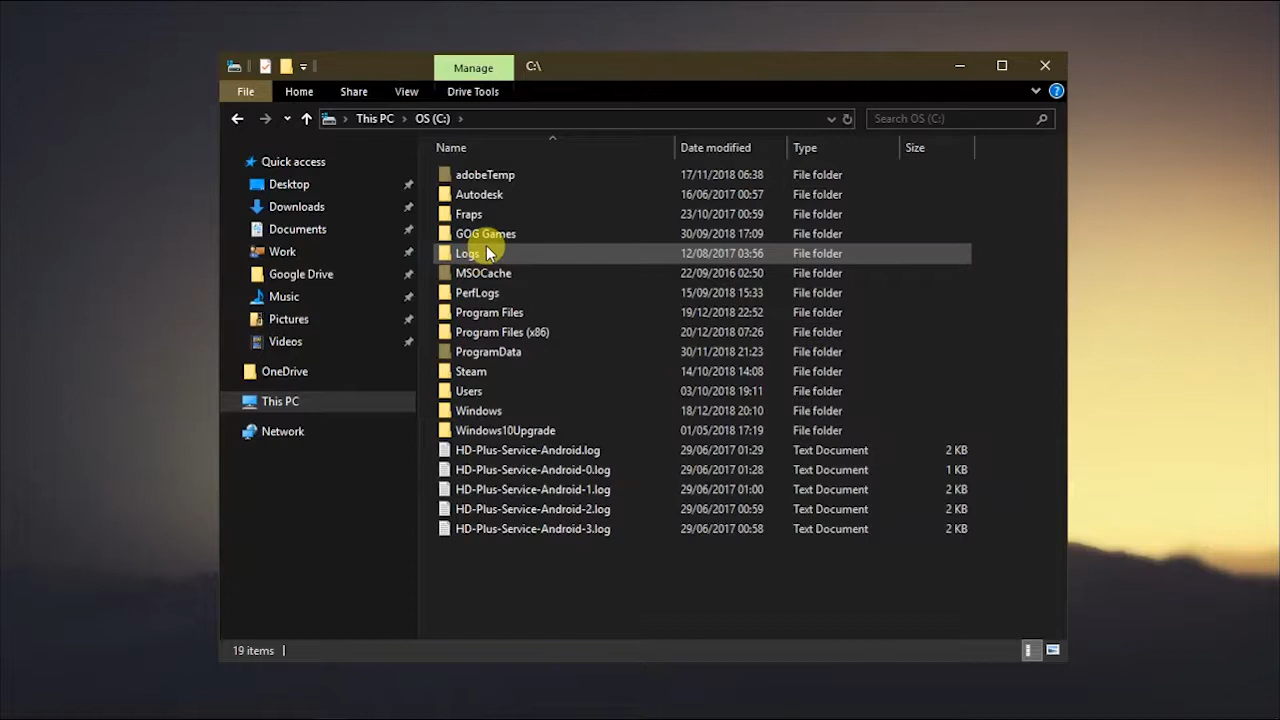 Manage C:\
File Home Share View Drive Tools
This PC OS (C:) Search OS (C:)
Name Date modified Type Size
Quick access
Desktop
Downloads
Documents
Work
Google Drive
Music
Pictures
Videos
OneDrive
This PC
Network
adobeTemp 17/11/2018 06:38 File folder
Autodesk 16/06/2017 00:57 File folder
Fraps 23/10/2017 00:59 File folder
GOG Games 30/09/2018 17:09 File folder
Logs 12/08/2017 03:56 File folder
MSOCache 22/09/2016 02:50 File folder
PerfLogs 15/09/2018 15:33 File folder
Program Files 19/12/2018 22:52 File folder
Program Files (x86) 20/12/2018 07:26 File folder
ProgramData 30/11/2018 21:23 File folder
Steam 14/10/2018 14:08 File folder
Users 03/10/2018 19:11 File folder
Windows 18/12/2018 20:10 File folder
Windows10Upgrade 01/05/2018 17:19 File folder
HD-Plus-Service-Android.log 29/06/2017 01:29 Text Document 2 KB
HD-Plus-Service-Android-0.log 29/06/2017 01:28 Text Document 1 KB
HD-Plus-Service-Android-1.log 29/06/2017 01:00 Text Document 2 KB
HD-Plus-Service-Android-2.log 29/06/2017 00:59 Text Document 2 KB
HD-Plus-Service-Android-3.log 29/06/2017 00:58 Text Document 2 KB
19 items